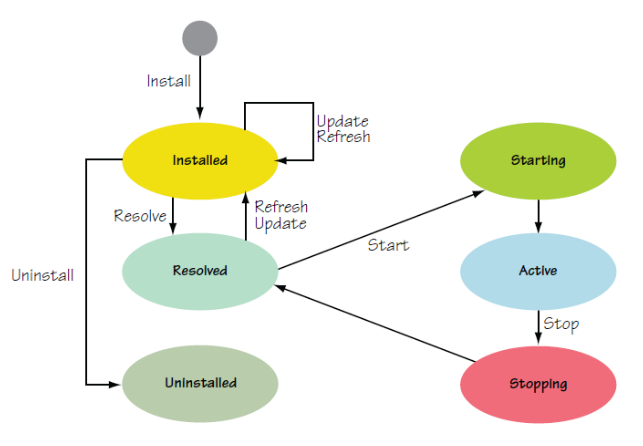 Install
Update
Refresh
Installed
Starting
Resolve
Refresh
Update
Start
Resolved
Active
Uninstall
Stop
Uninstalled
Stopping